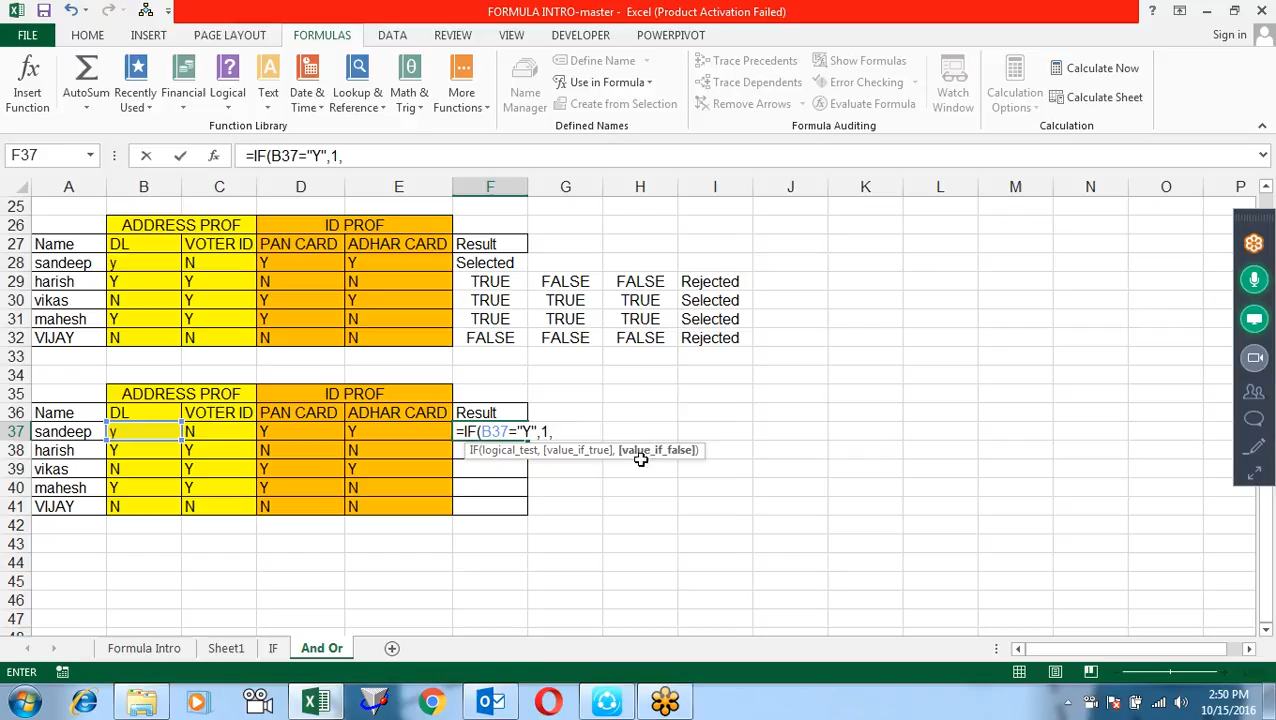 FORMULA INTRO-master - Excel (Product Activation Failed)
FILE HOME INSERT PAGE LAYOUT FORMULAS DATA REVIEW VIEW DEVELOPER POWERPIVOT Sign in
Insert Function
AutoSum
Recently Used
Financial
Logical
Text
Date & Time
Lookup & Reference
Math & Trig
More Functions
Function Library
Name Manager
Define Name
Use in Formula
Create from Selection
Defined Names
Trace Precedents
Trace Dependents
Remove Arrows
Show Formulas
Error Checking
Evaluate Formula
Formula Auditing
Watch Window
Calculation Options
Calculate Now
Calculate Sheet
Calculation
F37 fx =IF(B37="Y",1,
A B C D E F G H I J K L M N O P
25
26 ADDRESS PROF ID PROF
27 Name DL VOTER ID PAN CARD ADHAR CARD Result
28 sandeep y N Y Y Selected
29 harish Y Y N N TRUE FALSE FALSE Rejected
30 vikas N Y Y Y TRUE TRUE TRUE Selected
31 mahesh Y Y Y N TRUE TRUE TRUE Selected
32 VIJAY N N N N FALSE FALSE FALSE Rejected
33
34
35 ADDRESS PROF ID PROF
36 Name DL VOTER ID PAN CARD ADHAR CARD Result
37 sandeep y N Y Y =IF(B37="Y",1,
38 harish Y Y N N IF(logical_test, [value_if_true], [value_if_false])
39 vikas N Y Y Y
40 mahesh Y Y Y N
41 VIJAY N N N N
42
43
44
45
46
47
Formula Intro Sheet1 IF And Or
ENTER
2:50 PM
10/15/2016